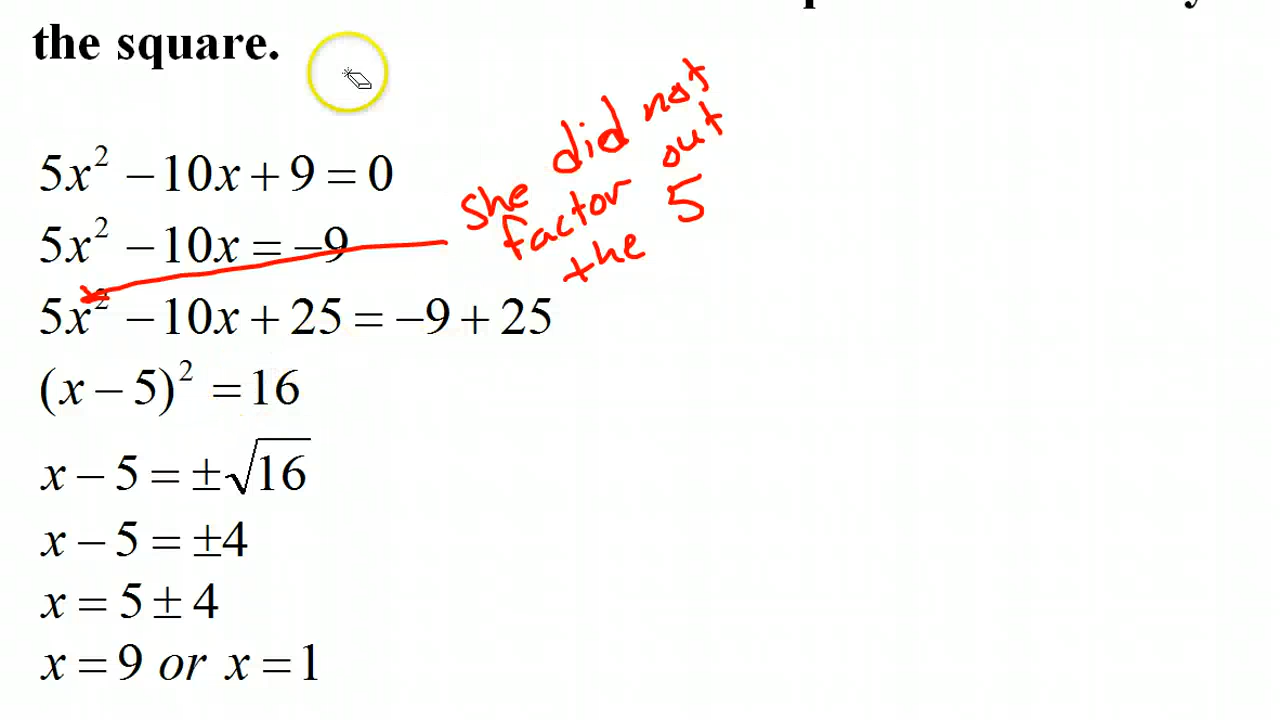 the square.
5x² − 10x + 9 = 0
5x² − 10x = −9
5x² − 10x + 25 = −9 + 25
(x − 5)² = 16
x − 5 = ±√16
x − 5 = ±4
x = 5 ± 4
x = 9 or x = 1
she did not
factor out
the 5